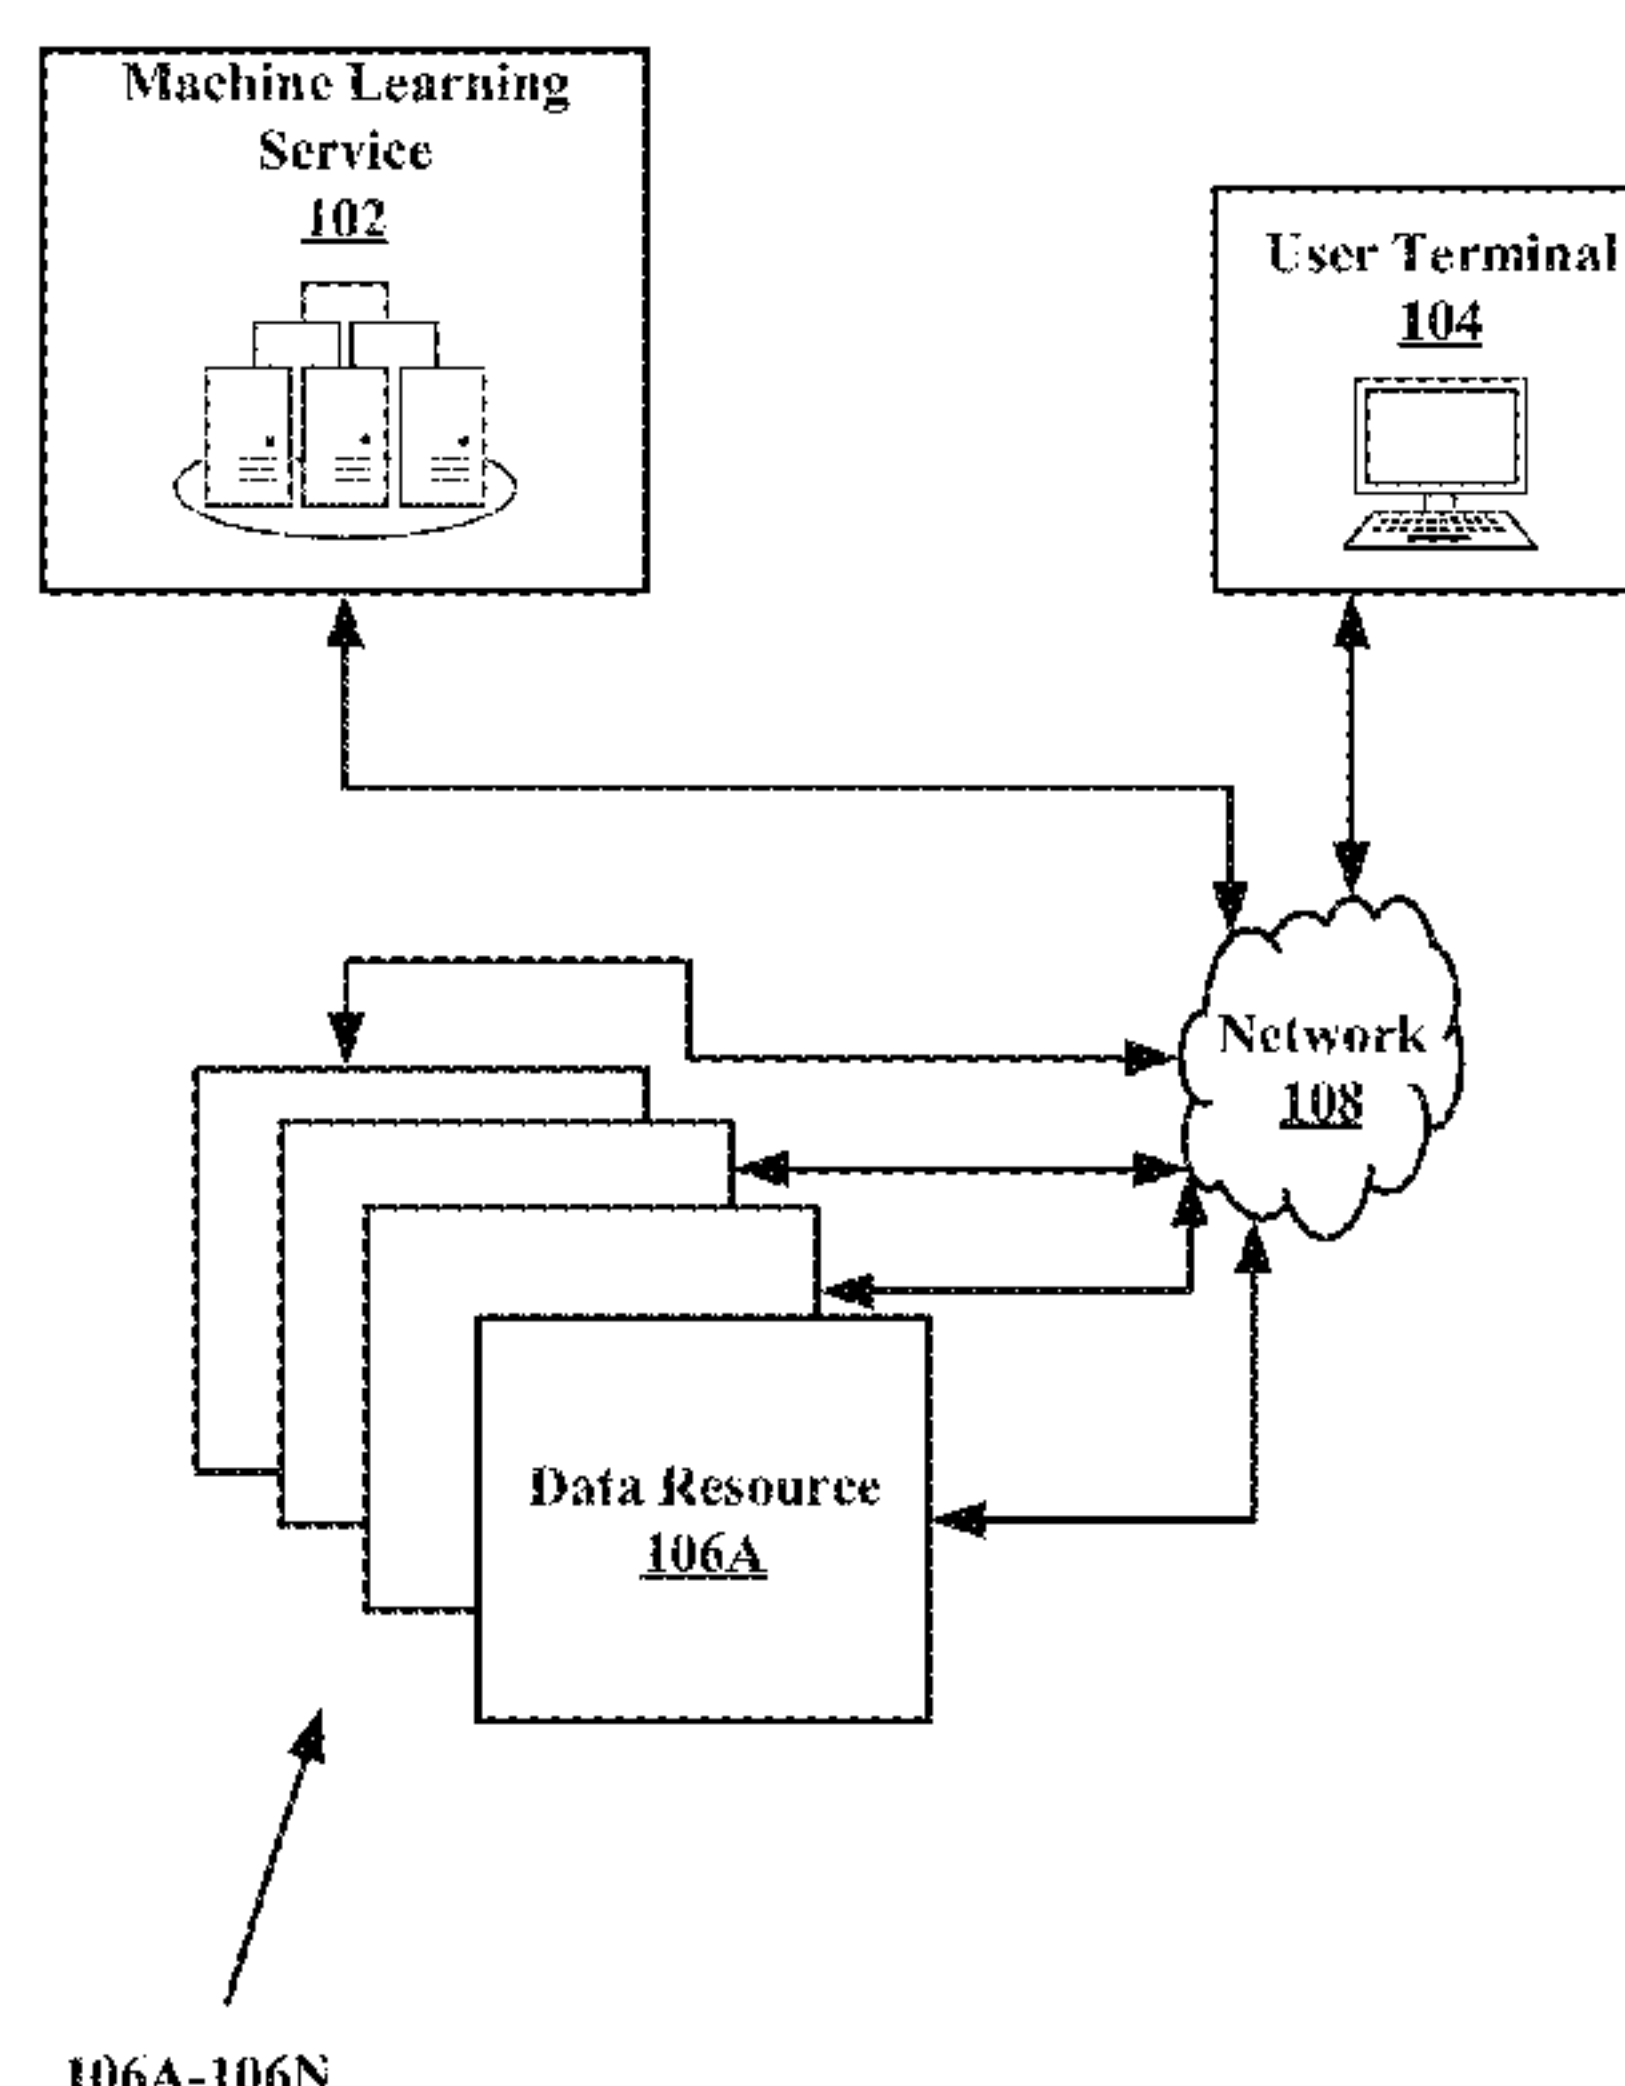 Machine Learning
Service
102
User Terminal
104
Network
108
Data Resource
106A
106A-106N